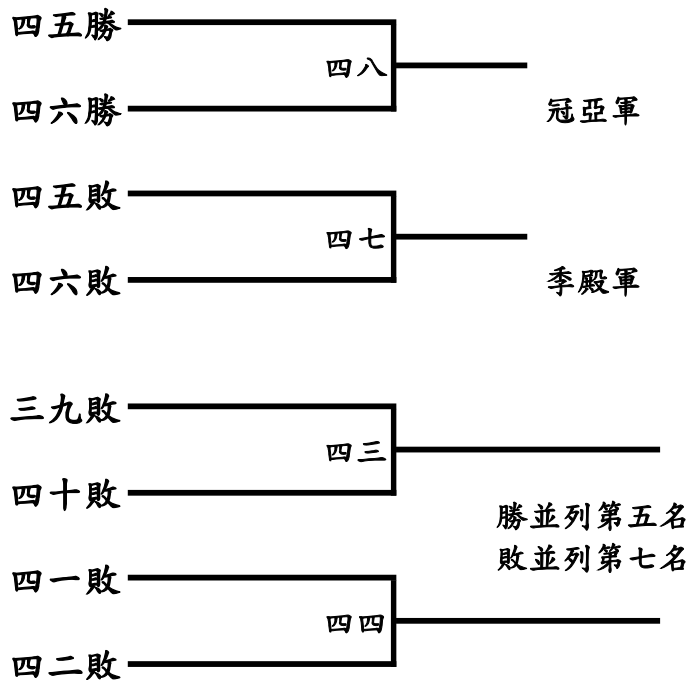 四五勝
四八
四六勝
冠亞軍
四五敗
四七
四六敗
季殿軍
三九敗
四三
四十敗
勝並列第五名
敗並列第七名
四一敗
四四
四二敗